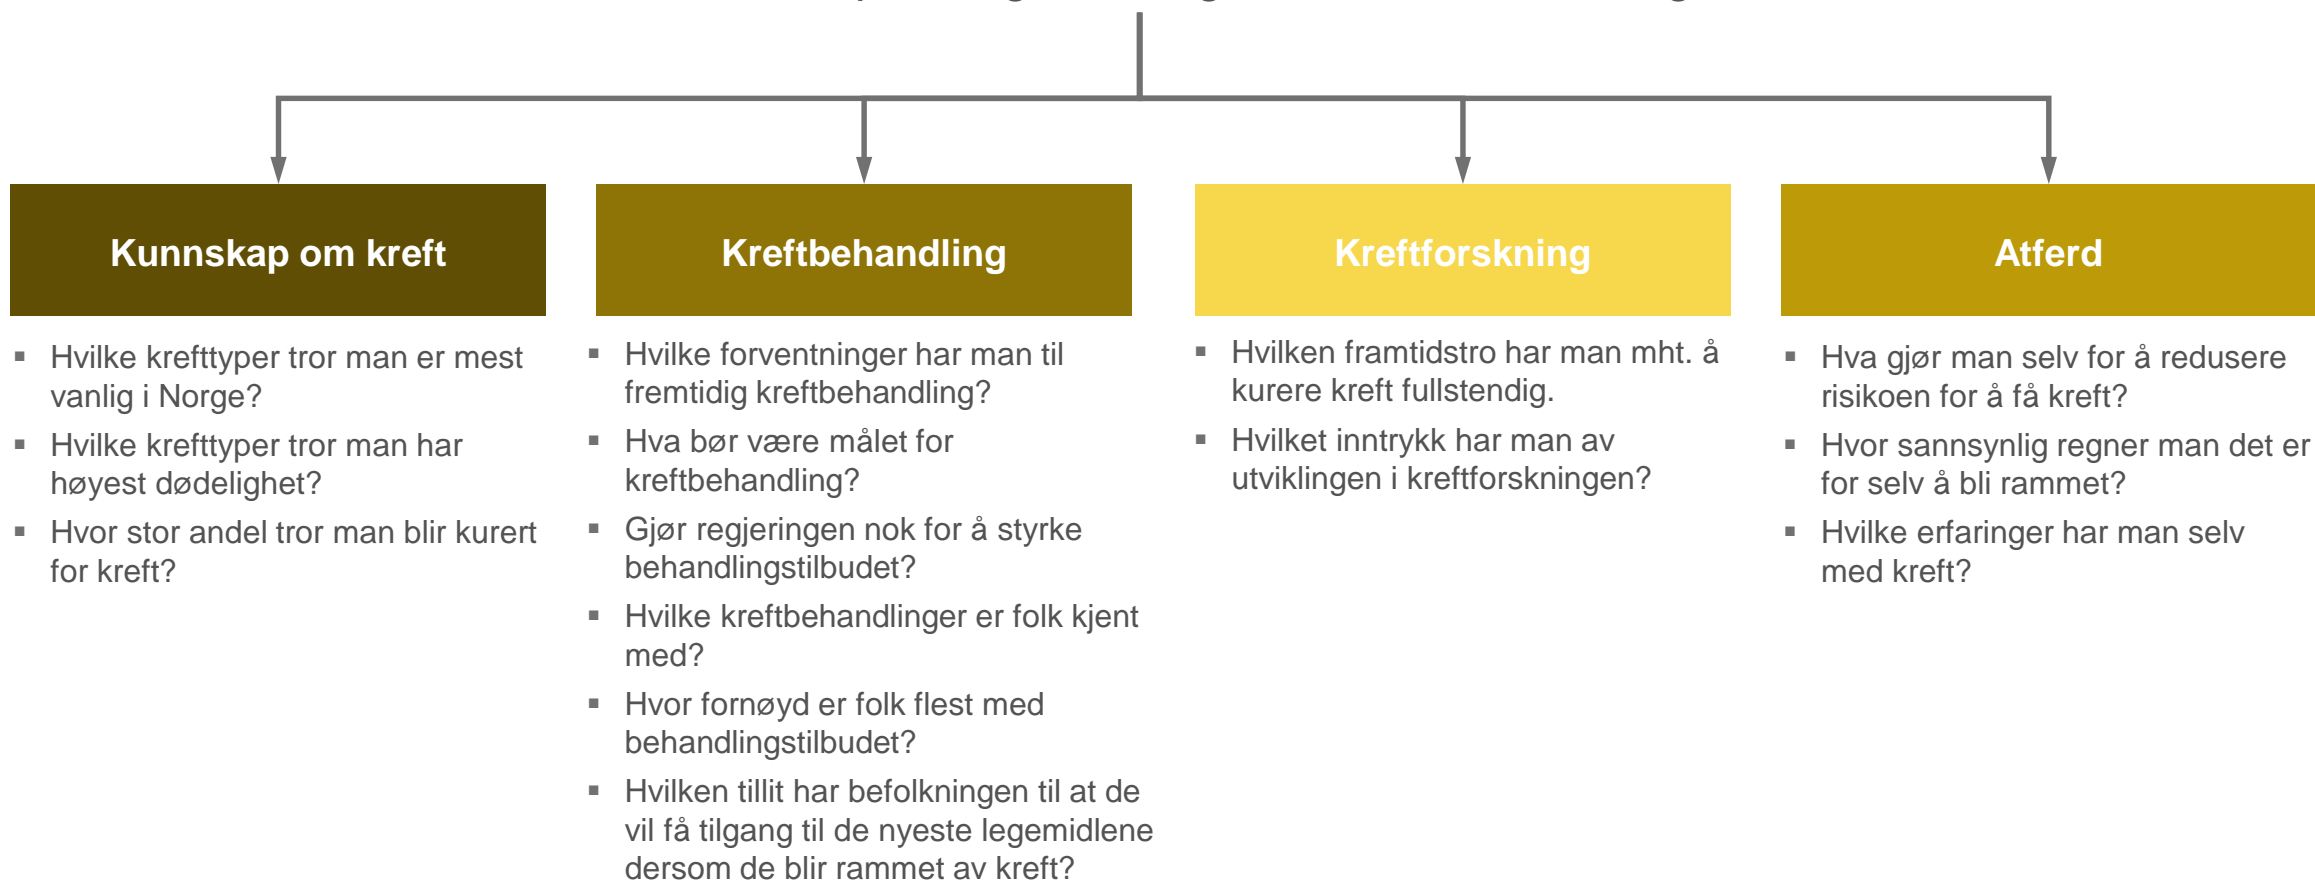 Kunnskap om kreft
Hvilke krefttyper tror man er mest
vanlig i Norge?
Hvilke krefttyper tror man har
høyest dødelighet?
Hvor stor andel tror man blir kurert
for kreft?
Kreftbehandling
Hvilke forventninger har man til
fremtidig kreftbehandling?
Hva bør være målet for
kreftbehandling?
Gjør regjeringen nok for å styrke
behandlingstilbudet?
Hvilke kreftbehandlinger er folk kjent
med?
Hvor fornøyd er folk flest med
behandlingstilbudet?
Hvilken tillit har befolkningen til at de
vil få tilgang til de nyeste legemidlene
dersom de blir rammet av kreft?
Kreftforskning
Hvilken framtidstro har man mht. å
kurere kreft fullstendig.
Hvilket inntrykk har man av
utviklingen i kreftforskningen?
Atferd
Hva gjør man selv for å redusere
risikoen for å få kreft?
Hvor sannsynlig regner man det er
for selv å bli rammet?
Hvilke erfaringer har man selv
med kreft?